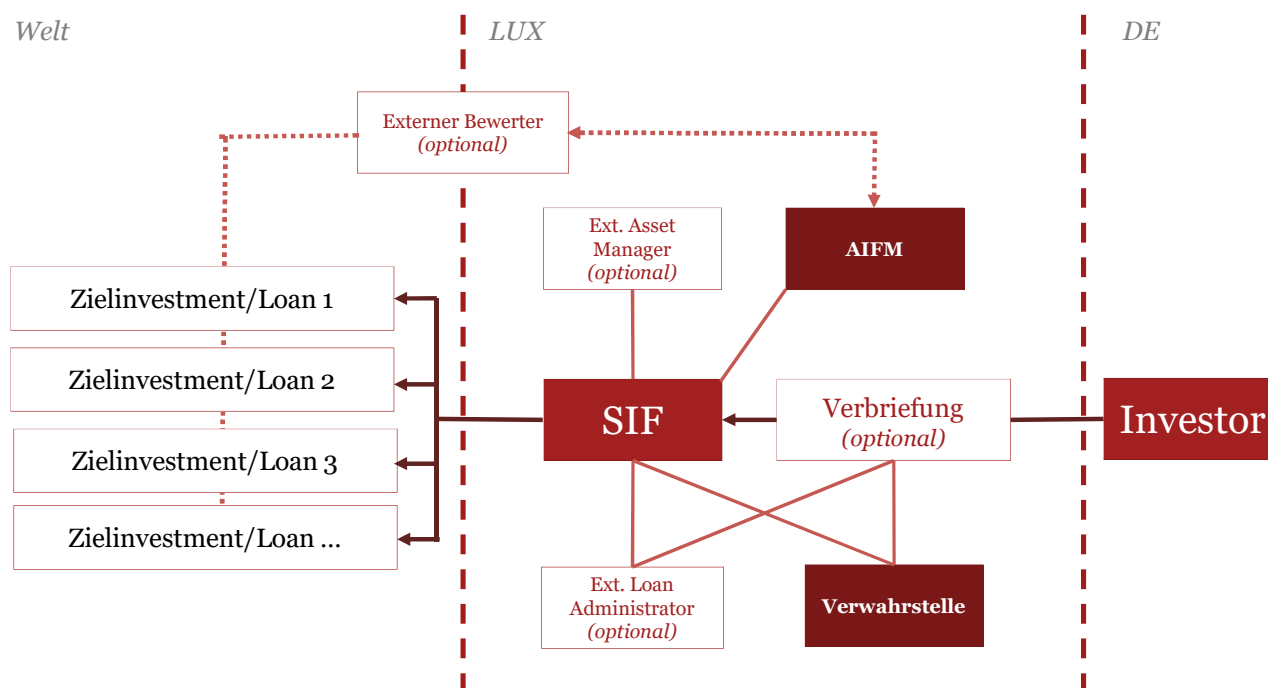 Welt
LUX
DE
Externer Bewerter
(optional)
Ext. Asset
Manager
(optional)
AIFM
Zielinvestment/Loan 1
Zielinvestment/Loan 2
Zielinvestment/Loan 3
Zielinvestment/Loan ...
SIF
Verbriefung
(optional)
Investor
Ext. Loan
Administrator
(optional)
Verwahrstelle